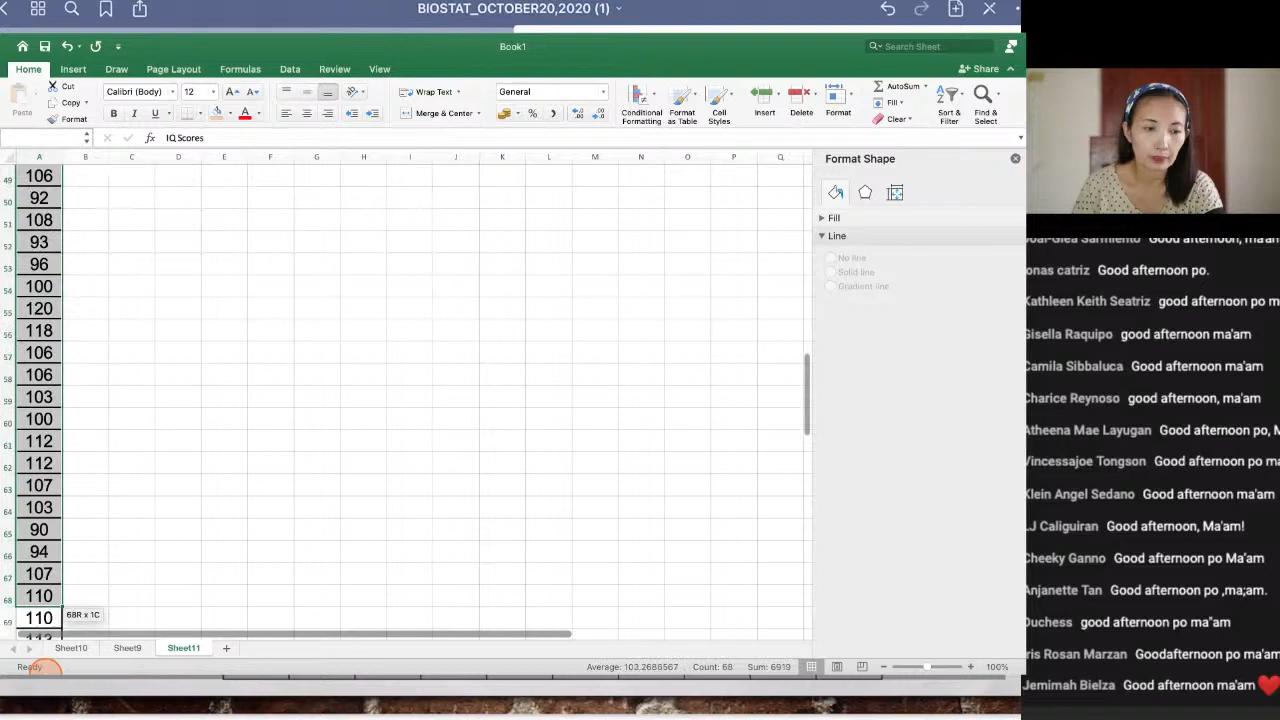 BIOSTAT_OCTOBER20,2020 (1)
Book1
Search Sheet
Home Insert Draw Page Layout Formulas Data Review View
Share
Paste
Cut
Copy
Format
Calibri (Body) 12
B I U
Wrap Text
Merge & Center
General
Conditional Formatting
Format as Table
Cell Styles
Insert
Delete
Format
AutoSum
Fill
Clear
Sort & Filter
Find & Select
fx IQ Scores
A B C D E F G H I J K L M N O P Q
49 106
50 92
51 108
52 93
53 96
54 100
55 120
56 118
57 106
58 106
59 103
60 100
61 112
62 112
63 107
64 103
65 90
66 94
67 107
68 110
69 110
68R x 1C
Format Shape
Fill
Line
No line
Solid line
Gradient line
Sheet10 Sheet9 Sheet11
Ready
Average: 103.2686567 Count: 68 Sum: 6919
100%
Sarmiento Good afternoon, ma'am
onas catriz Good afternoon po.
Kathleen Keith Seatriz good afternoon po m
Gisella Raquipo good afternoon ma'am
Camila Sibbaluca Good afternoon ma'am
Charice Reynoso good afternoon, ma'am
Atheena Mae Layugan Good afternoon po, M
Vincessajoe Tongson Good afternoon po ma
Klein Angel Sedano Good afternoon ma'am
LJ Caliguiran Good afternoon, Ma'am!
Cheeky Ganno Good afternoon po Ma'am
Anjanette Tan Good afternoon po ,ma;am.
Duchess good afternoon po ma"am
ris Rosan Marzan Goodafternoon po ma'am
Jemimah Bielza Good afternoon ma'am